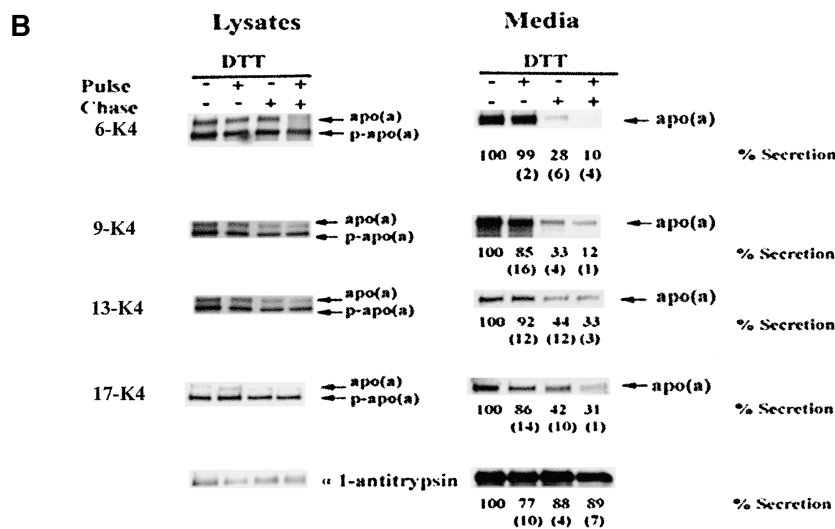 B
Lysates Media
DTT DTT
Pulse - + - + - + - +
Chase - - + + - - + +
6-K4 apo(a) apo(a)
p-apo(a)
100 99 28 10 % Secretion
(2) (6) (4)
9-K4 apo(a) apo(a)
p-apo(a)
100 85 33 12 % Secretion
(16) (4) (1)
13-K4 apo(a) apo(a)
p-apo(a)
100 92 44 33 % Secretion
(12) (12) (3)
17-K4 apo(a) apo(a)
p-apo(a)
100 86 42 31 % Secretion
(14) (10) (1)
α 1-antitrypsin
100 77 88 89 % Secretion
(10) (4) (7)